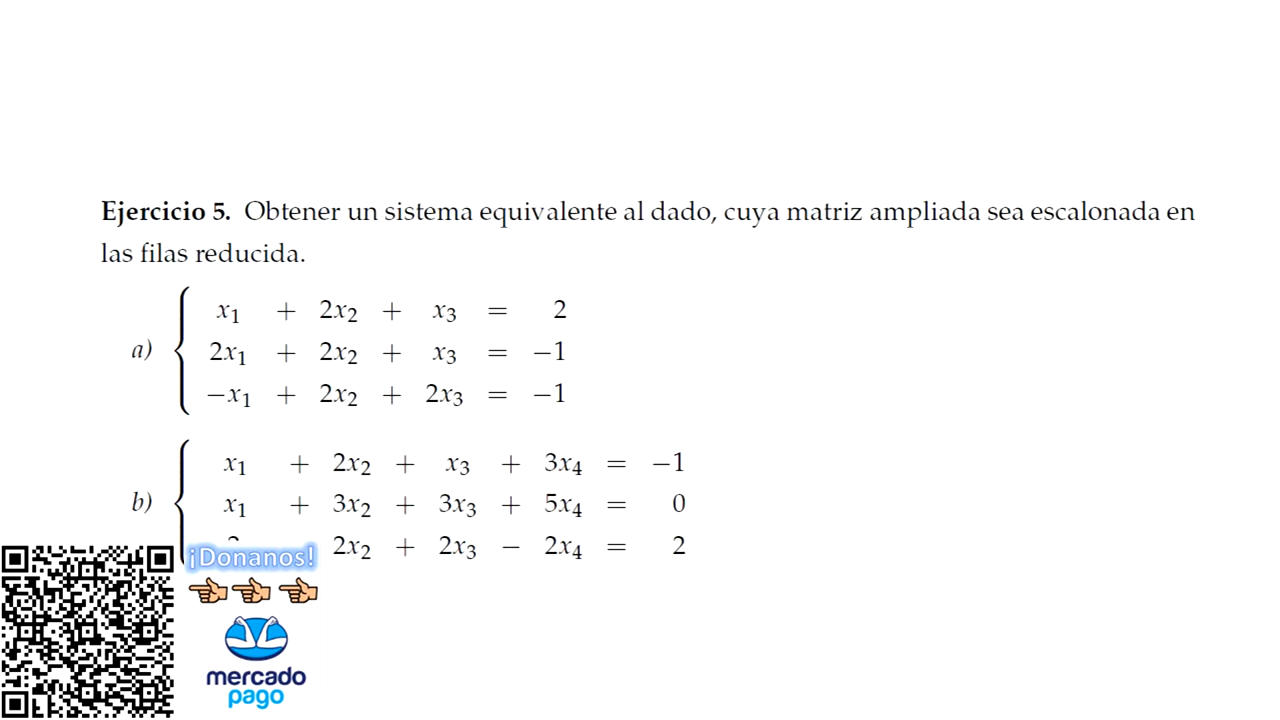 Ejercicio 5. Obtener un sistema equivalente al dado, cuya matriz ampliada sea escalonada en
las filas reducida.
a) { x₁ + 2x₂ + x₃ = 2
2x₁ + 2x₂ + x₃ = −1
−x₁ + 2x₂ + 2x₃ = −1
b) { x₁ + 2x₂ + x₃ + 3x₄ = −1
x₁ + 3x₂ + 3x₃ + 5x₄ = 0
2x₂ + 2x₃ − 2x₄ = 2
¡Donanos!
mercado
pago